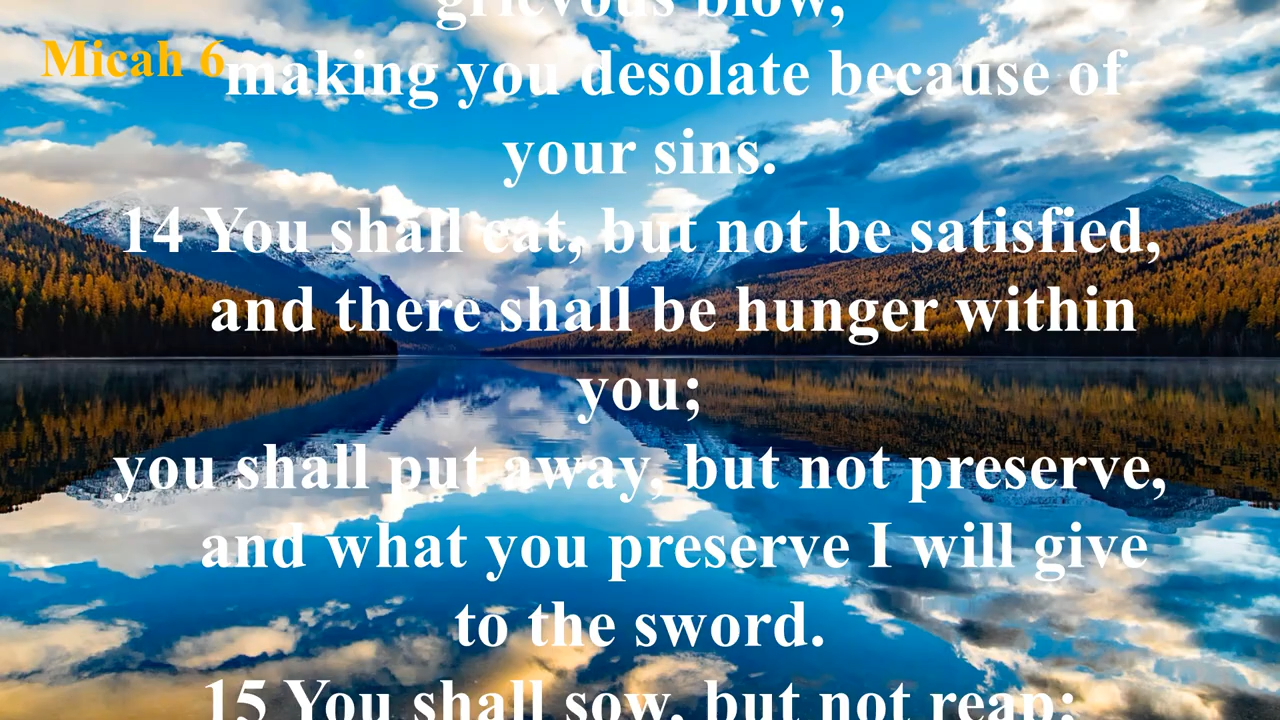 grievous blow,
Micah 6
making you desolate because of
your sins.
14 You shall eat, but not be satisfied,
and there shall be hunger within
you;
you shall put away, but not preserve,
and what you preserve I will give
to the sword.
15 You shall sow, but not reap;